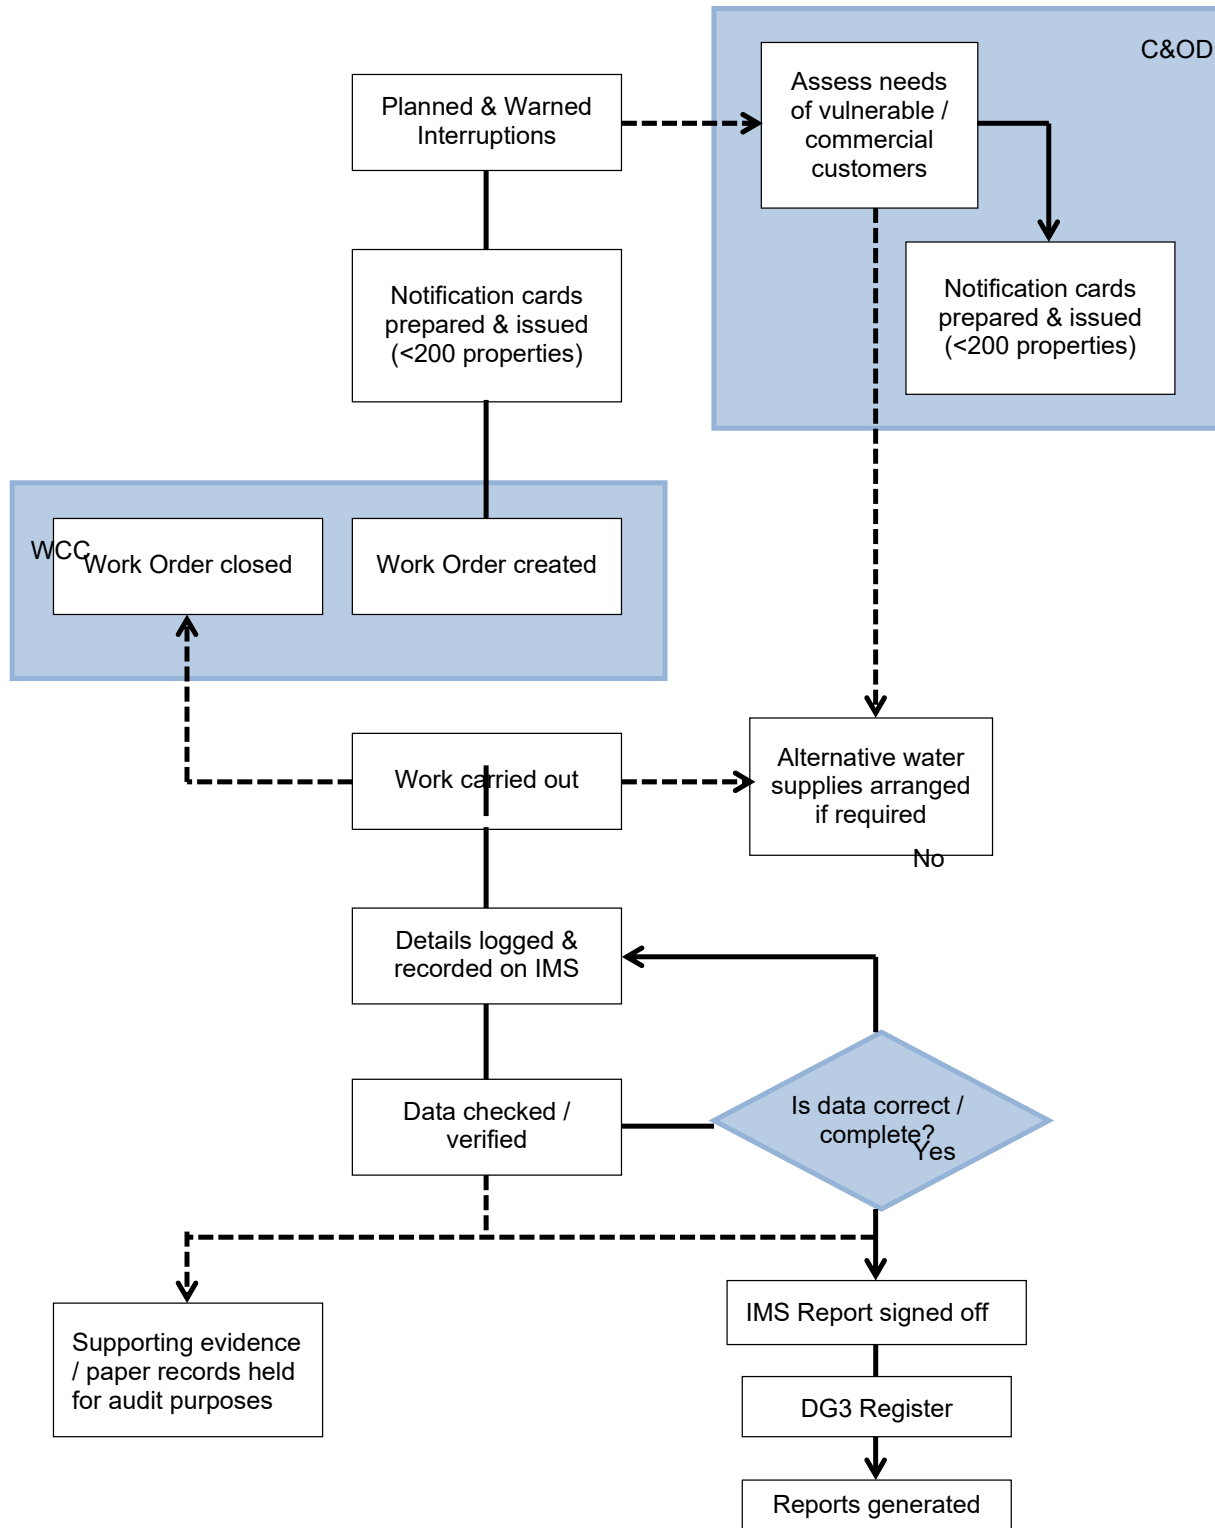 C&OD
Planned & Warned
Interruptions
Assess needs
of vulnerable /
commercial
customers
Notification cards
prepared & issued
(<200 properties)
Notification cards
prepared & issued
(<200 properties)
WCC
Work Order closed
Work Order created
Work carried out
Alternative water
supplies arranged
if required
No
Details logged &
recorded on IMS
Data checked /
verified
Is data correct /
complete?
Yes
IMS Report signed off
Supporting evidence
/ paper records held
for audit purposes
DG3 Register
Reports generated